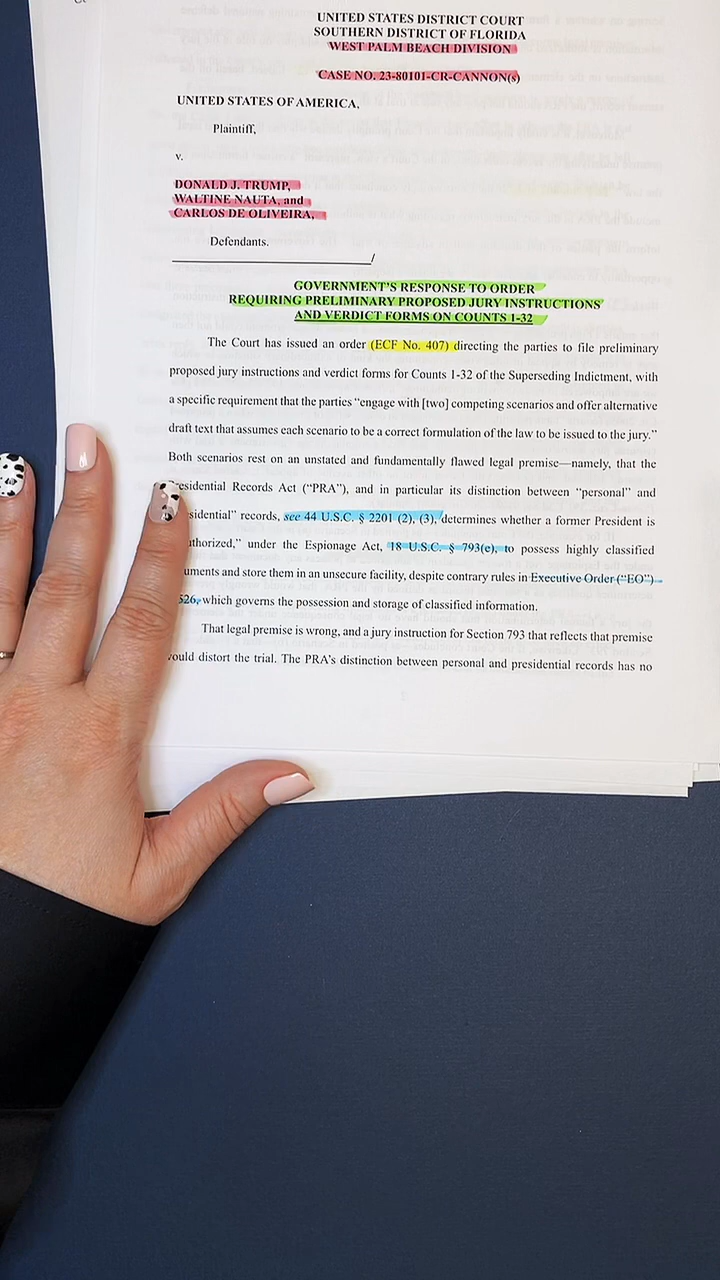 UNITED STATES DISTRICT COURT
SOUTHERN DISTRICT OF FLORIDA
WEST PALM BEACH DIVISION
CASE NO. 23-80101-CR-CANNON(s)
UNITED STATES OF AMERICA,
Plaintiff,
v.
DONALD J. TRUMP,
WALTINE NAUTA, and
CARLOS DE OLIVEIRA,
Defendants.
/
GOVERNMENT'S RESPONSE TO ORDER
REQUIRING PRELIMINARY PROPOSED JURY INSTRUCTIONS
AND VERDICT FORMS ON COUNTS 1-32
The Court has issued an order (ECF No. 407) directing the parties to file preliminary
proposed jury instructions and verdict forms for Counts 1-32 of the Superseding Indictment, with
a specific requirement that the parties “engage with [two] competing scenarios and offer alternative
draft text that assumes each scenario to be a correct formulation of the law to be issued to the jury.”
Both scenarios rest on an unstated and fundamentally flawed legal premise—namely, that the
residential Records Act (“PRA”), and in particular its distinction between “personal” and
sidential” records, see 44 U.S.C. § 2201 (2), (3), determines whether a former President is
uthorized,” under the Espionage Act, 18 U.S.C. § 793(e), to possess highly classified
uments and store them in an unsecure facility, despite contrary rules in Executive Order (“EO”)
526, which governs the possession and storage of classified information.
That legal premise is wrong, and a jury instruction for Section 793 that reflects that premise
would distort the trial. The PRA's distinction between personal and presidential records has no